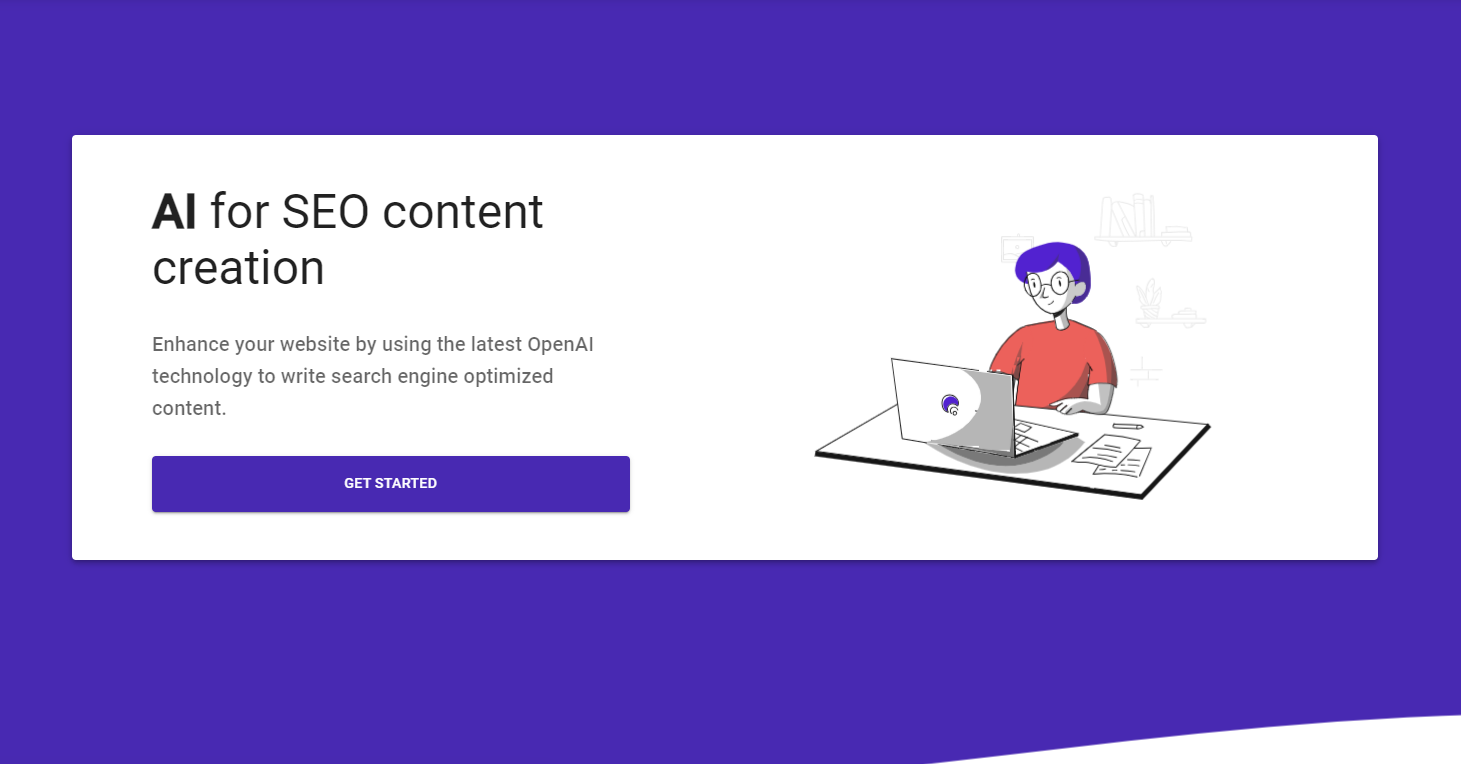 AI for SEO content
creation
Enhance your website by using the latest OpenAI
technology to write search engine optimized
content.
GET STARTED